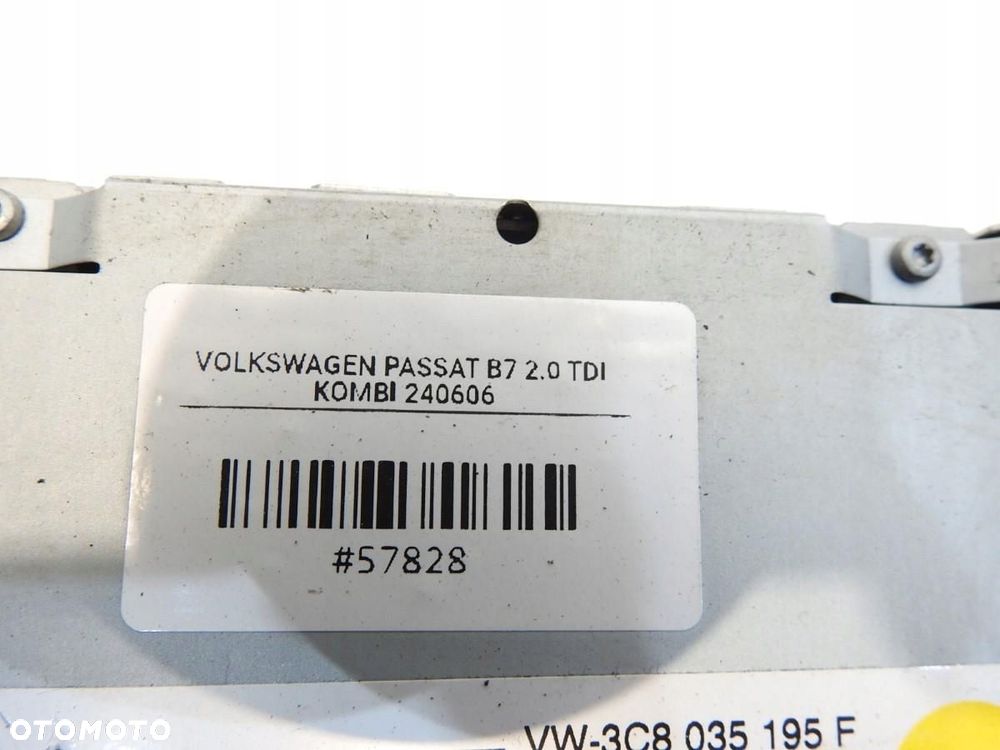 VOLKSWAGEN PASSAT B7 2.0 TDI
KOMBI 240606
#57828
OTOMOTO
VW-3C8 035 195 F